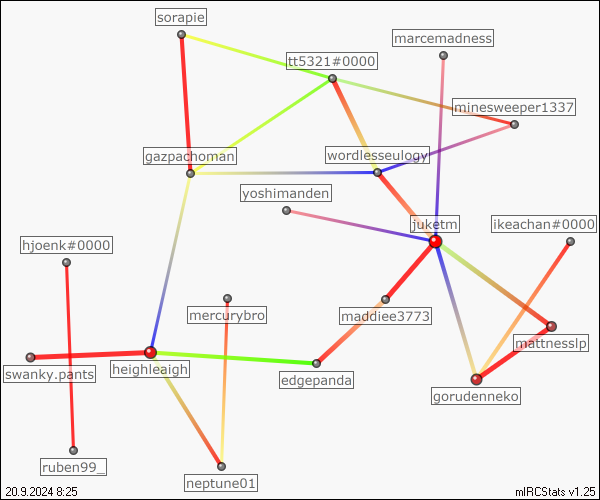 sorapie
marcemadness
tt5321#0000
minesweeper1337
gazpachoman
wordlesseulogy
yoshimanden
juketm
ikeachan#0000
hjoenk#0000
mercurybro
maddiee3773
mattnesslp
swanky.pants
heighleaigh
edgepanda
gorudenneko
ruben99_
neptune01
20.9.2024 8:25
mIRCStats v1.25